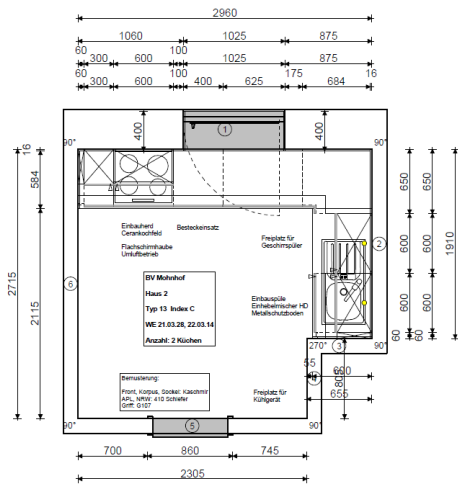 2960
1060 1025 875
60 100
300 600 1025 875
60 100 175 16
300 600 400 625 684
400 1 400
90° 90°
16
584
650 650
Einbauherd
Cerankochfeld
Besteckeinsatz
Flachschirmhaube
Umluftbetrieb
Freiplatz für
Geschirrspüler
600 600
2
1910
2715
6
2115
BV Mohnhof
Haus 2
Typ 13 Index C
WE 21.03.28, 22.03.14
Anzahl: 2 Küchen
Einbauspüle
Einhebelmischer HD
Metallschutzboden
600 600
60 60
270° 3 90°
55
4
600
805
655
Bemusterung:
Front, Korpus, Sockel: Kaschmir
APL, NRW: 410 Schiefer
Griff: G107
Freiplatz für
Kühlgerät
90° 5 90°
700 860 745
2305